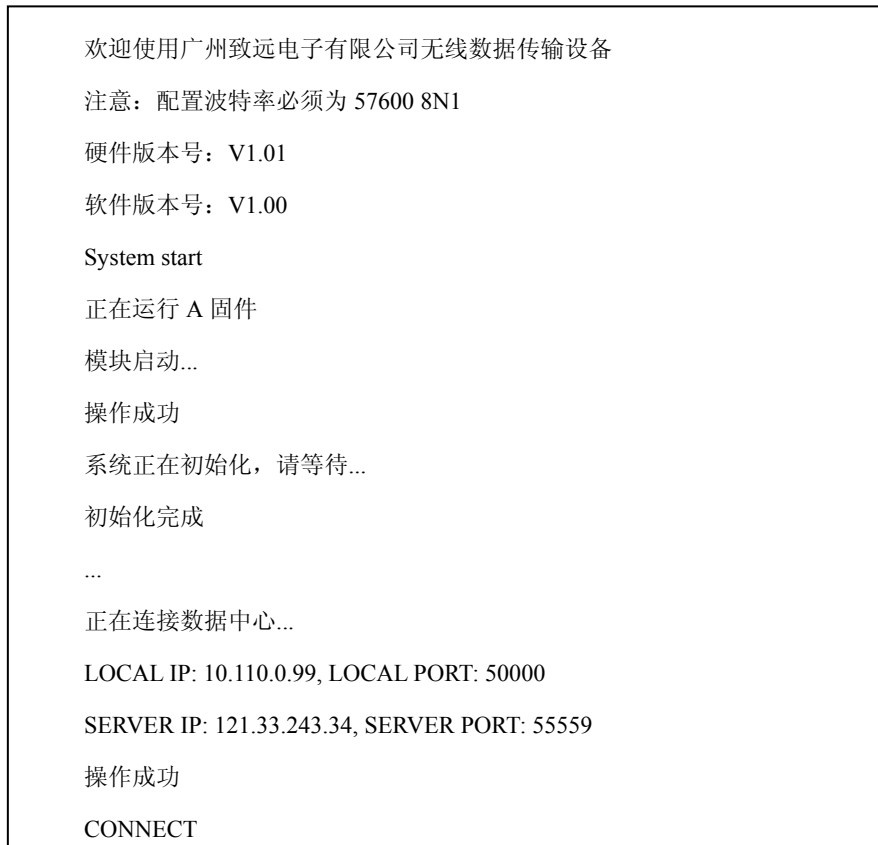 欢迎使用广州致远电子有限公司无线数据传输设备
注意：配置波特率必须为 57600 8N1
硬件版本号：V1.01
软件版本号：V1.00
System start
正在运行 A 固件
模块启动...
操作成功
系统正在初始化，请等待...
初始化完成
...
正在连接数据中心...
LOCAL IP: 10.110.0.99, LOCAL PORT: 50000
SERVER IP: 121.33.243.34, SERVER PORT: 55559
操作成功
CONNECT